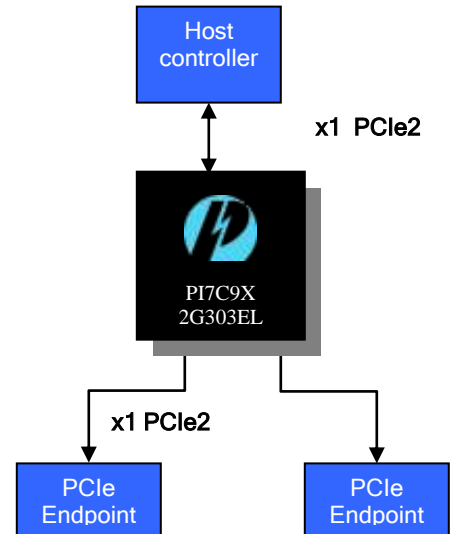 Host
controller
x1 PCIe2
PI7C9X
2G303EL
x1 PCIe2
PCIe
Endpoint
PCIe
Endpoint